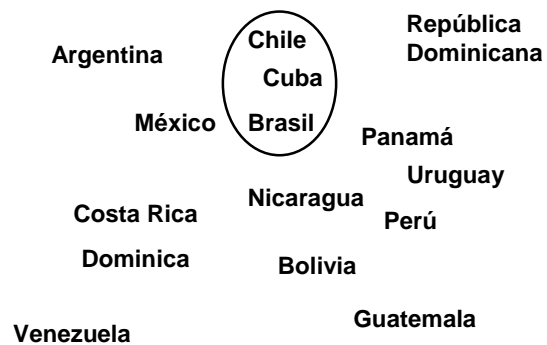 República
Argentina Chile Dominicana
Cuba
México Brasil
Panamá
Uruguay
Nicaragua
Costa Rica Perú
Dominica Bolivia
Guatemala
Venezuela